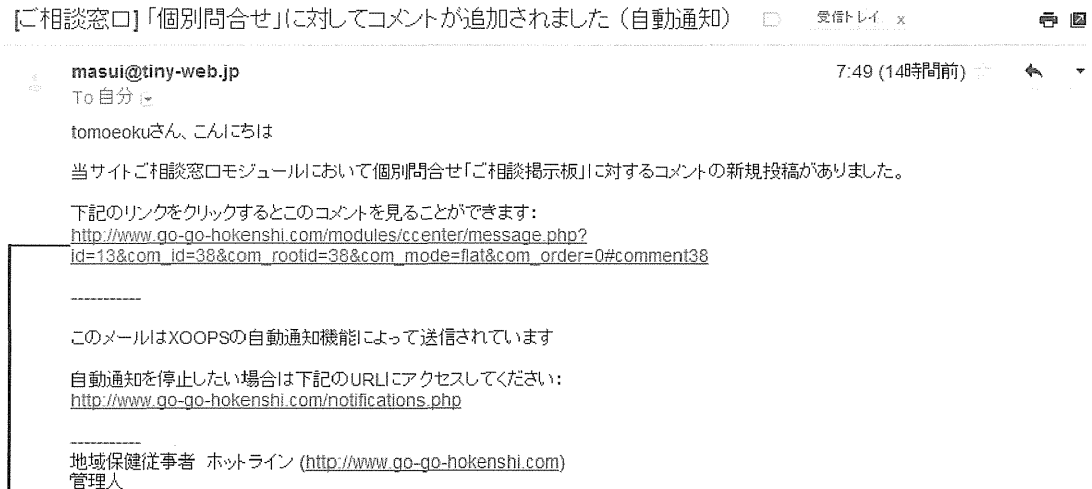 [ご相談窓口] 「個別問合せ」に対してコメントが追加されました（自動通知） 受信トレイ x
masui@tiny-web.jp 7:49 (14時間前)
To 自分
tomoeokuさん、こんにちは
当サイトご相談窓口モジュールにおいて個別問合せ「ご相談掲示板」に対するコメントの新規投稿がありました。
下記のリンクをクリックするとこのコメントを見ることができます:
http://www.go-go-hokenshi.com/modules/ccenter/message.php?
id=13&com_id=38&com_rootid=38&com_mode=flat&com_order=0#comment38
-----------
このメールはXOOPSの自動通知機能によって送信されています
自動通知を停止したい場合は下記のURLにアクセスしてください:
http://www.go-go-hokenshi.com/notifications.php
-----------
地域保健従事者 ホットライン (http://www.go-go-hokenshi.com)
管理人